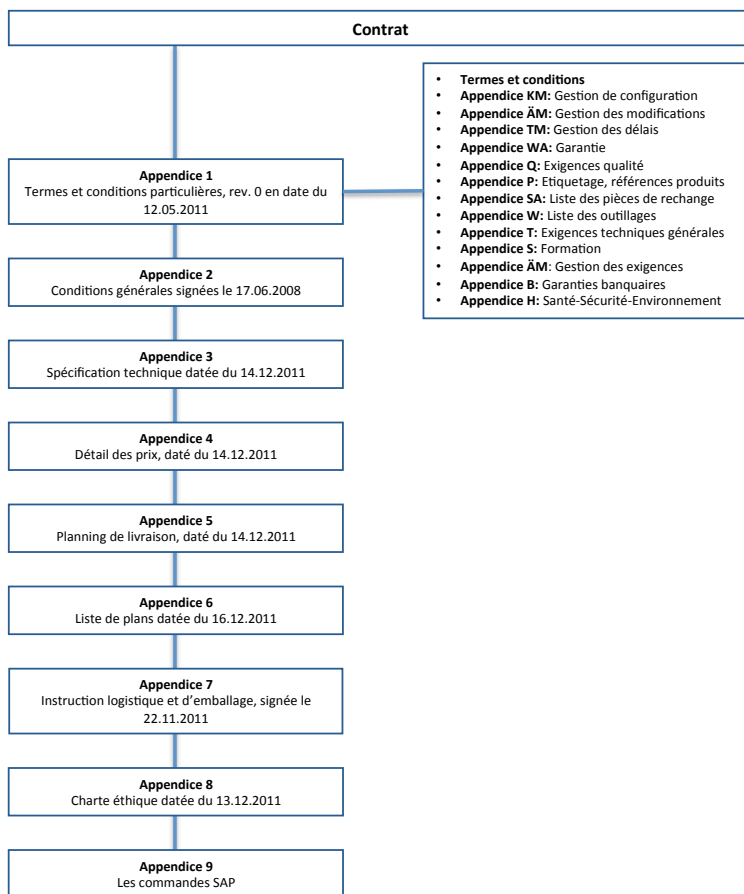 Contrat
• Termes et conditions
• Appendice KM: Gestion de configuration
• Appendice ÄM: Gestion des modifications
• Appendice TM: Gestion des délais
• Appendice WA: Garantie
• Appendice Q: Exigences qualité
• Appendice P: Etiquetage, références produits
• Appendice SA: Liste des pièces de rechange
• Appendice W: Liste des outillages
• Appendice T: Exigences techniques générales
• Appendice S: Formation
• Appendice ÄM: Gestion des exigences
• Appendice B: Garanties banquaires
• Appendice H: Santé-Sécurité-Environnement
Appendice 1
Termes et conditions particulières, rev. 0 en date du
12.05.2011
Appendice 2
Conditions générales signées le 17.06.2008
Appendice 3
Spécification technique datée du 14.12.2011
Appendice 4
Détail des prix, daté du 14.12.2011
Appendice 5
Planning de livraison, daté du 14.12.2011
Appendice 6
Liste de plans datée du 16.12.2011
Appendice 7
Instruction logistique et d’emballage, signée le
22.11.2011
Appendice 8
Charte éthique datée du 13.12.2011
Appendice 9
Les commandes SAP